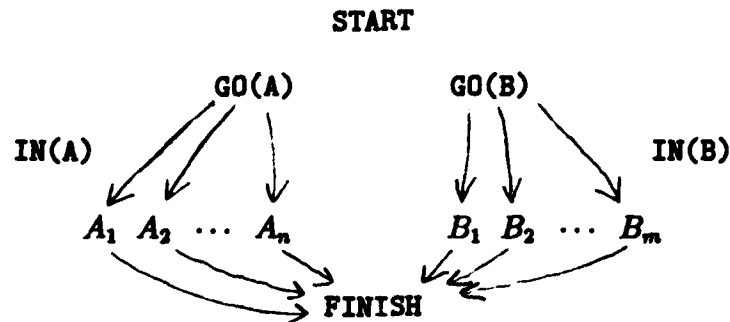 START
GO(A) GO(B)
IN(A) IN(B)
A₁ A₂ ··· Aₙ B₁ B₂ ··· Bₘ
FINISH